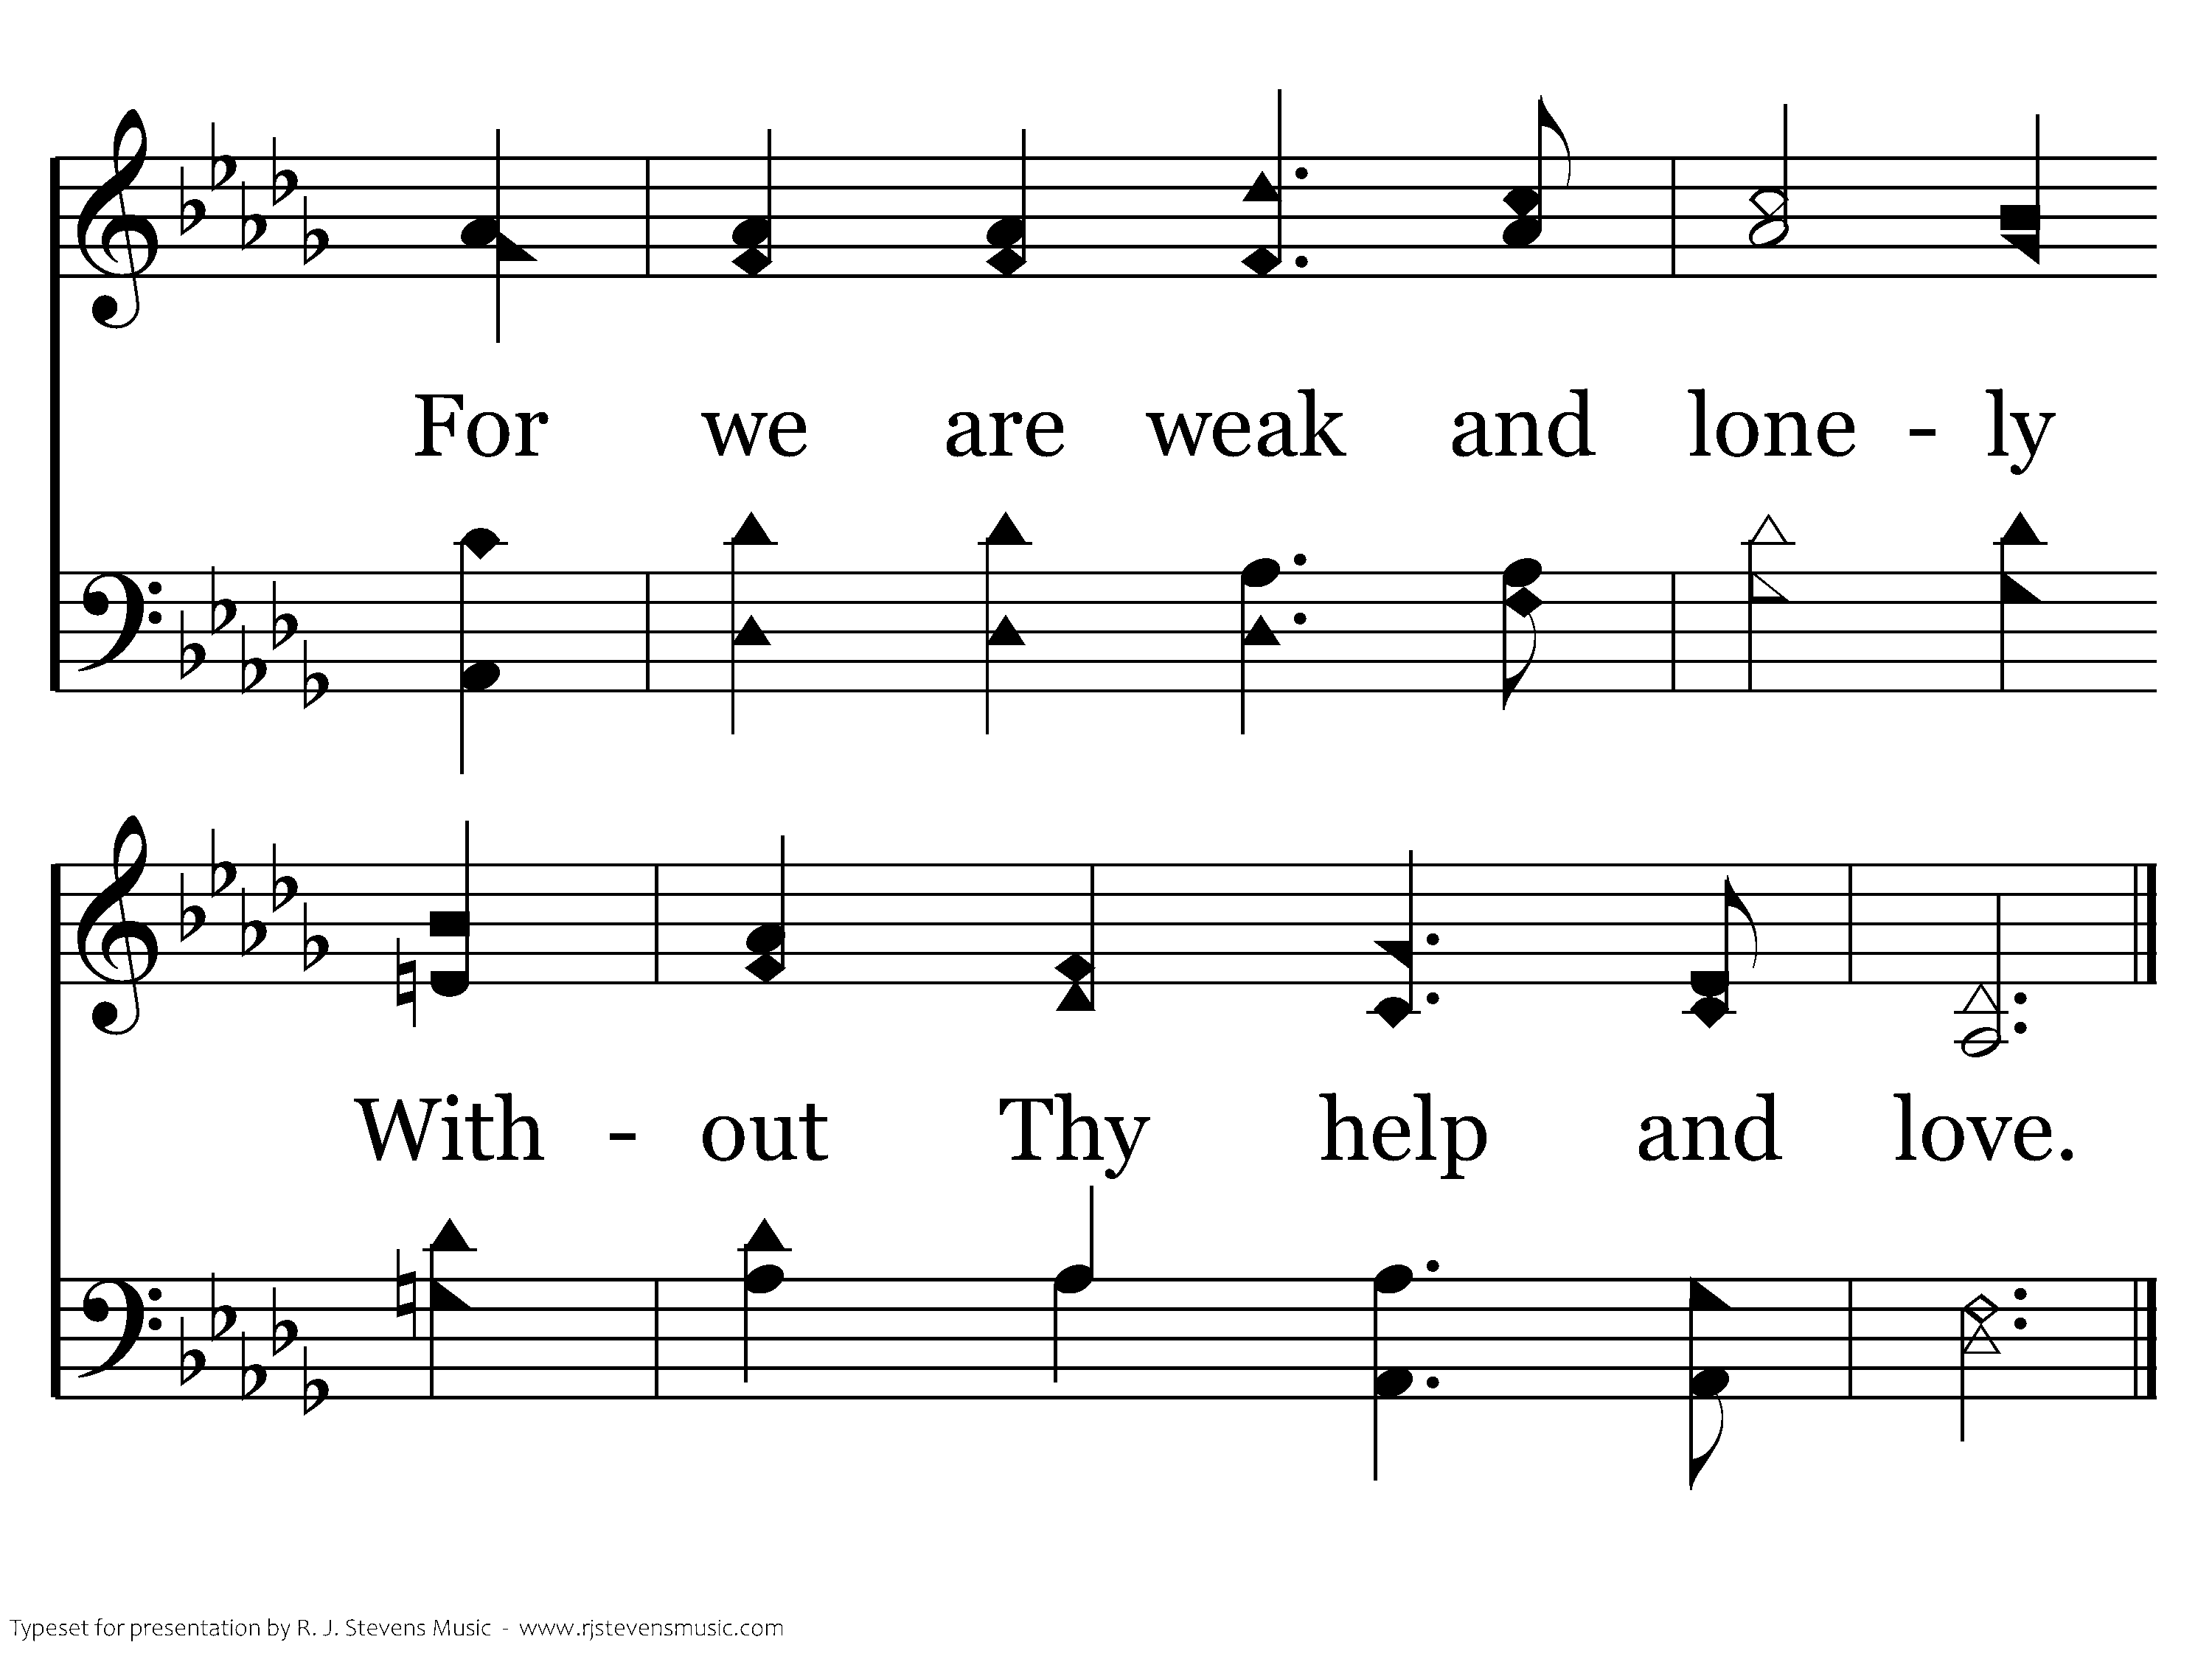 For we are weak and lone - ly
With - out Thy help and love.
Typeset for presentation by R. J. Stevens Music - www.rjstevensmusic.com